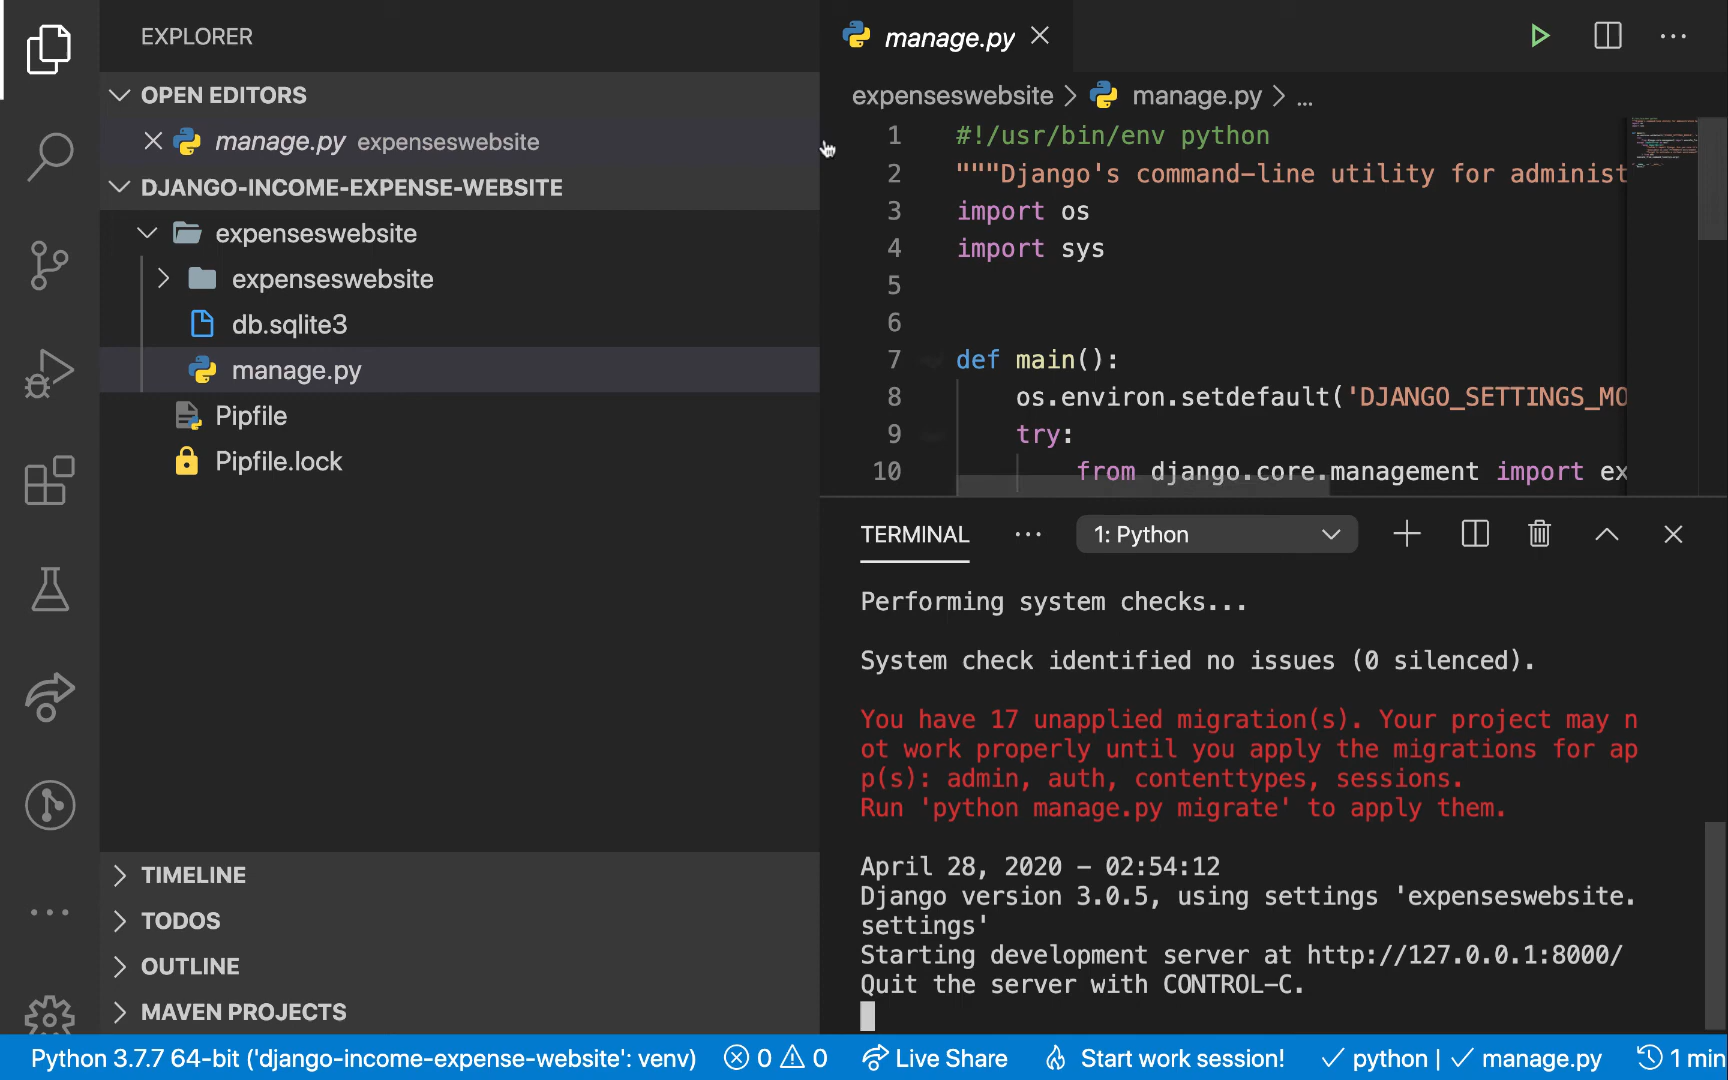 EXPLORER
OPEN EDITORS
manage.py expenseswebsite
DJANGO-INCOME-EXPENSE-WEBSITE
expenseswebsite
expenseswebsite
db.sqlite3
manage.py
Pipfile
Pipfile.lock
TIMELINE
TODOS
OUTLINE
MAVEN PROJECTS
manage.py
expenseswebsite > manage.py > ...
1 #!/usr/bin/env python
2 """Django's command-line utility for administ
3 import os
4 import sys
5
6
7 def main():
8 os.environ.setdefault('DJANGO_SETTINGS_MO
9 try:
10 from django.core.management import ex
TERMINAL ... 1: Python
Performing system checks...
System check identified no issues (0 silenced).
You have 17 unapplied migration(s). Your project may n
ot work properly until you apply the migrations for ap
p(s): admin, auth, contenttypes, sessions.
Run 'python manage.py migrate' to apply them.
April 28, 2020 - 02:54:12
Django version 3.0.5, using settings 'expenseswebsite.
settings'
Starting development server at http://127.0.0.1:8000/
Quit the server with CONTROL-C.
Python 3.7.7 64-bit ('django-income-expense-website': venv) 0 0 Live Share Start work session! ✓ python | ✓ manage.py 1 min